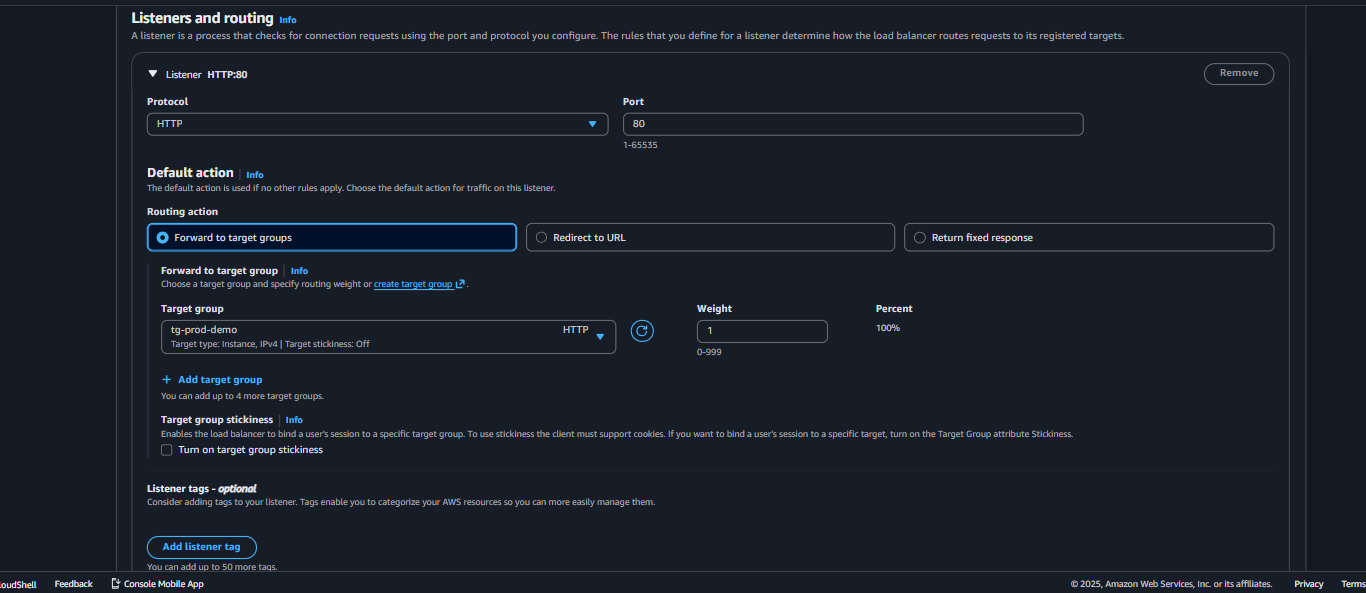 Listeners and routing Info
A listener is a process that checks for connection requests using the port and protocol you configure. The rules that you define for a listener determine how the load balancer routes requests to its registered targets.
Listener HTTP:80
Remove
Protocol
HTTP
Port
80
1-65535
Default action | Info
The default action is used if no other rules apply. Choose the default action for traffic on this listener.
Routing action
Forward to target groups
Redirect to URL
Return fixed response
Forward to target group | Info
Choose a target group and specify routing weight or create target group .
Target group
tg-prod-demo HTTP
Target type: Instance, IPv4 | Target stickiness: Off
Weight
1
0-999
Percent
100%
+ Add target group
You can add up to 4 more target groups.
Target group stickiness | Info
Enables the load balancer to bind a user's session to a specific target group. To use stickiness the client must support cookies. If you want to bind a user's session to a specific target, turn on the Target Group attribute Stickiness.
Turn on target group stickiness
Listener tags - optional
Consider adding tags to your listener. Tags enable you to categorize your AWS resources so you can more easily manage them.
Add listener tag
You can add up to 50 more tags.
oudShell Feedback Console Mobile App © 2025, Amazon Web Services, Inc. or its affiliates. Privacy Terms